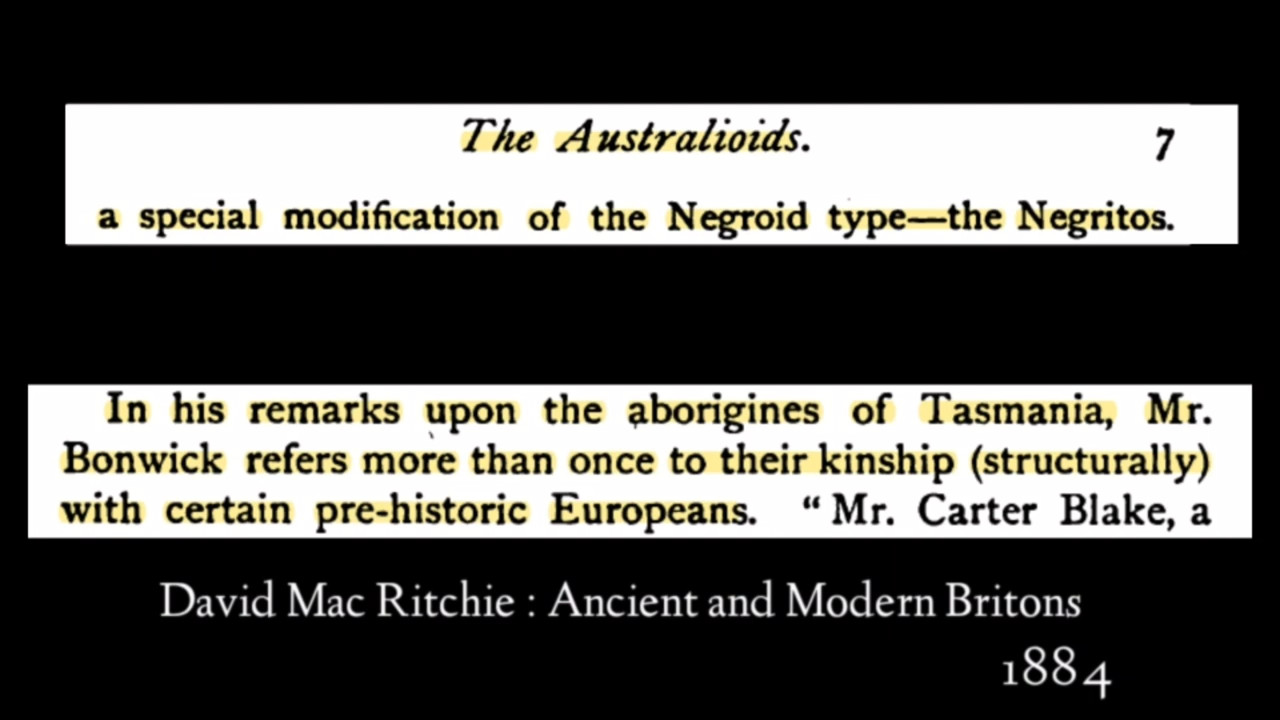 The Australioids. 7
a special modification of the Negroid type—the Negritos.
In his remarks upon the aborigines of Tasmania, Mr.
Bonwick refers more than once to their kinship (structurally)
with certain pre-historic Europeans. “Mr. Carter Blake, a
David Mac Ritchie : Ancient and Modern Britons
1884